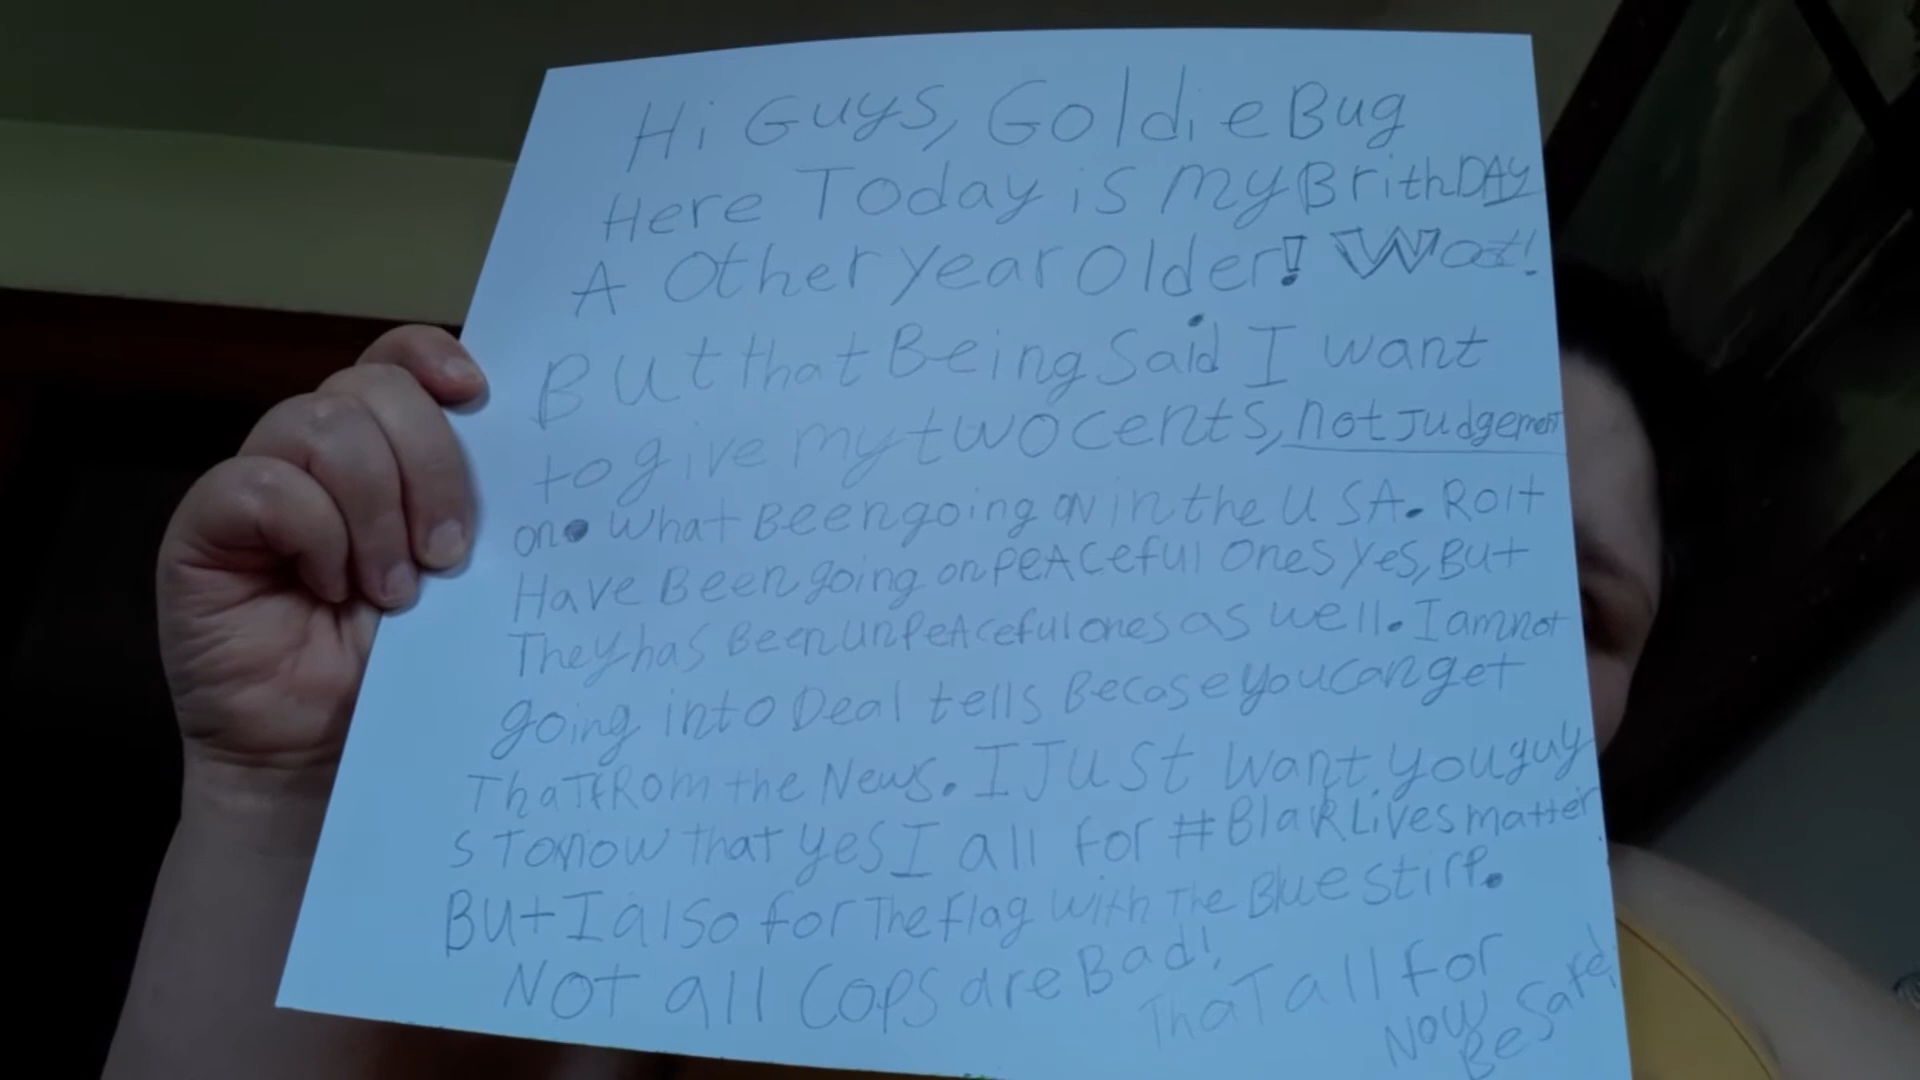 Hi Guys, Goldie Bug
Here Today is my BrithDAY
A Other year older! Wot!
But that Being Said I want
to give my two cents, not Judgement
on. What Been going on in the USA. Roit
Have Been going on PEACeful ones yes, But
They has Been unPeAceful ones as well. I am not
going into Deal tells Becose you can get
ThaT fRom the News. I Just want you guy
s To now that yes I all for #BlakLivesmatter
But I also for The flag with The Blue stirp.
Not all Cops are Bad!
ThaT all for
Now
Be Safe!